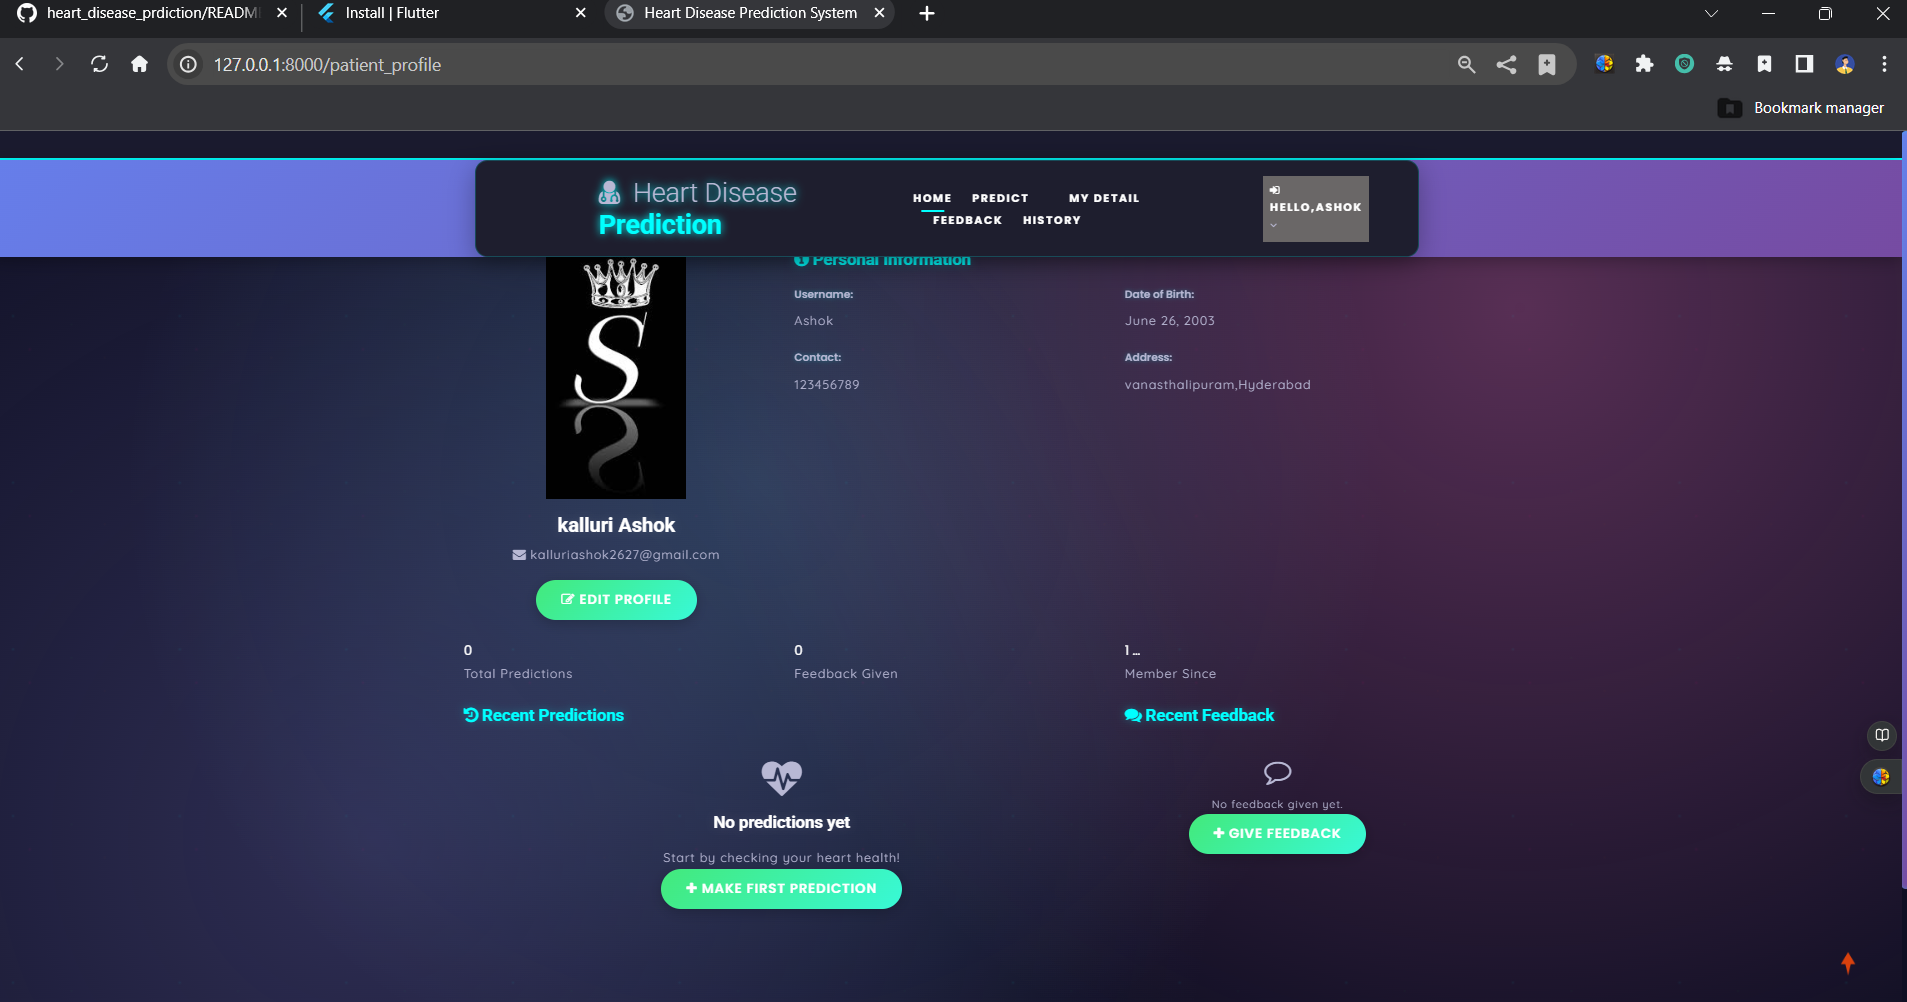 heart_disease_prdiction/READM
Install | Flutter
Heart Disease Prediction System
127.0.0.1:8000/patient_profile
Bookmark manager
Heart Disease
Prediction
HOME PREDICT MY DETAIL
FEEDBACK HISTORY
HELLO,ASHOK
Personal Information
Username:
Ashok
Date of Birth:
June 26, 2003
Contact:
123456789
Address:
vanasthalipuram,Hyderabad
S
kalluri Ashok
kalluriashok2627@gmail.com
EDIT PROFILE
0
Total Predictions
0
Feedback Given
1 ...
Member Since
Recent Predictions
Recent Feedback
No predictions yet
Start by checking your heart health!
MAKE FIRST PREDICTION
No feedback given yet.
GIVE FEEDBACK